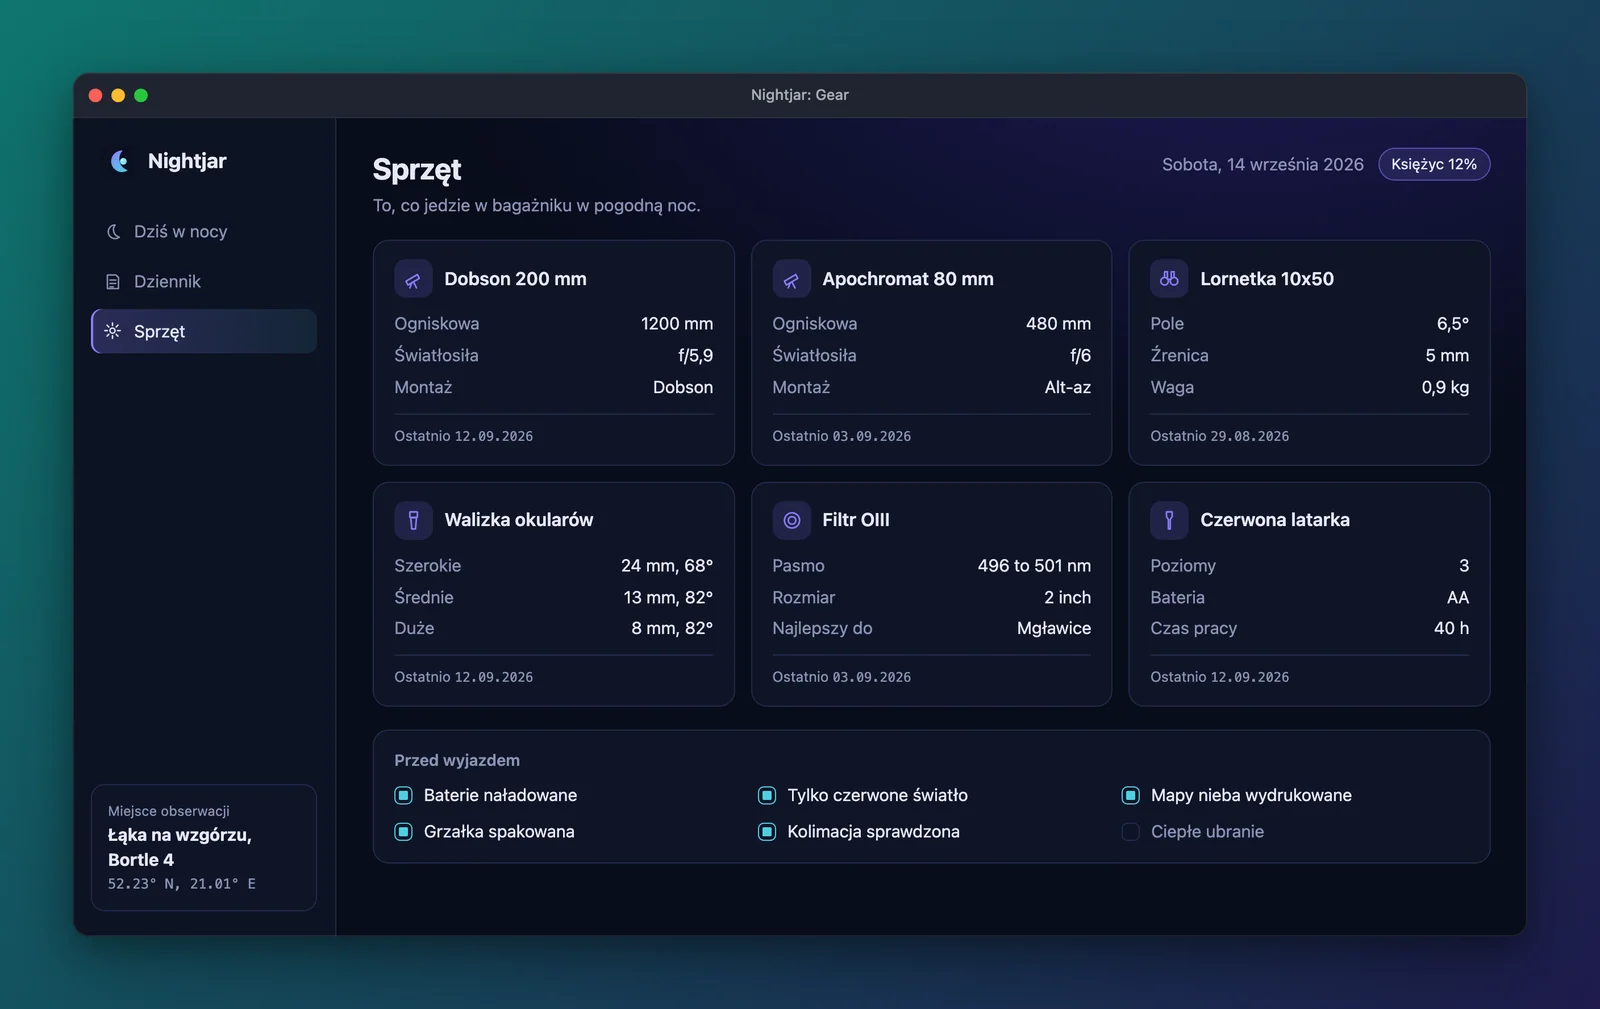 Nightjar: Gear
Nightjar
Dziś w nocy
Dziennik
Sprzęt
Miejsce obserwacji
Łąka na wzgórzu,
Bortle 4
52.23° N, 21.01° E
Sprzęt
Sobota, 14 września 2026
Księżyc 12%
To, co jedzie w bagażniku w pogodną noc.
Dobson 200 mm
Ogniskowa 1200 mm
Światłosiła f/5,9
Montaż Dobson
Ostatnio 12.09.2026
Apochromat 80 mm
Ogniskowa 480 mm
Światłosiła f/6
Montaż Alt-az
Ostatnio 03.09.2026
Lornetka 10x50
Pole 6,5°
Źrenica 5 mm
Waga 0,9 kg
Ostatnio 29.08.2026
Walizka okularów
Szerokie 24 mm, 68°
Średnie 13 mm, 82°
Duże 8 mm, 82°
Ostatnio 12.09.2026
Filtr OIII
Pasmo 496 to 501 nm
Rozmiar 2 inch
Najlepszy do Mgławice
Ostatnio 03.09.2026
Czerwona latarka
Poziomy 3
Bateria AA
Czas pracy 40 h
Ostatnio 12.09.2026
Przed wyjazdem
Baterie naładowane
Tylko czerwone światło
Mapy nieba wydrukowane
Grzałka spakowana
Kolimacja sprawdzona
Ciepłe ubranie